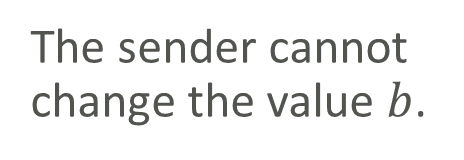 The sender cannot
change the value b.